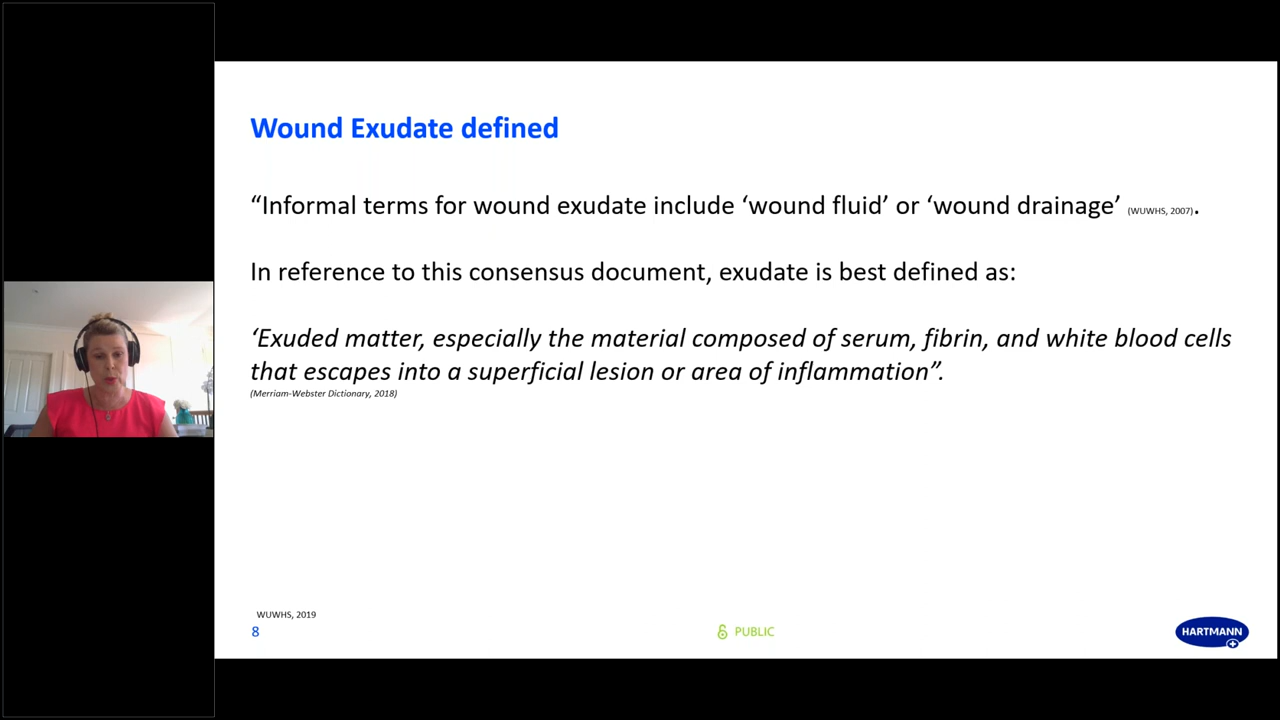 Wound Exudate defined
“Informal terms for wound exudate include ‘wound fluid’ or ‘wound drainage’ (WUWHS, 2007).
In reference to this consensus document, exudate is best defined as:
‘Exuded matter, especially the material composed of serum, fibrin, and white blood cells
that escapes into a superficial lesion or area of inflammation”.
(Merriam-Webster Dictionary, 2018)
WUWHS, 2019
8
PUBLIC
HARTMANN